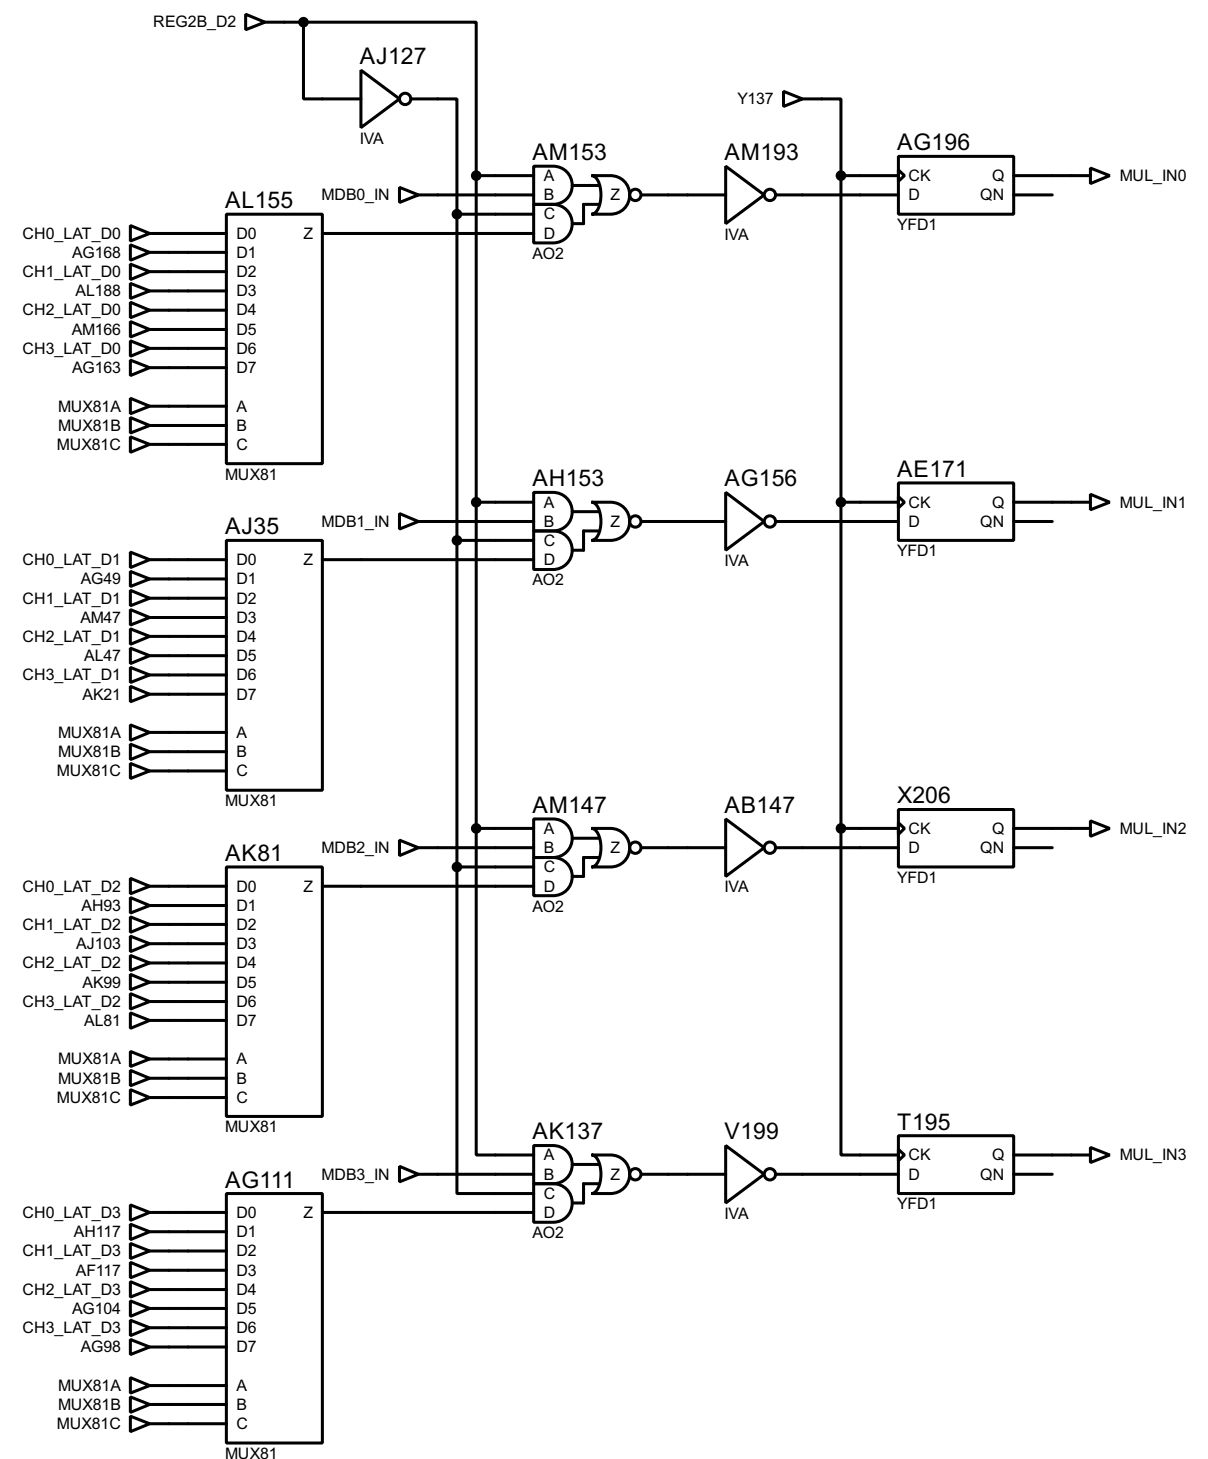 REG2B_D2
AJ127
IVA
Y137
AM153
A
B
C
D
Z
AO2
MDB0_IN
AM193
IVA
AG196
CK Q
D QN
YFD1
MUL_IN0
AL155
CH0_LAT_D0 D0 Z
AG168 D1
CH1_LAT_D0 D2
AL188 D3
CH2_LAT_D0 D4
AM166 D5
CH3_LAT_D0 D6
AG163 D7
MUX81A A
MUX81B B
MUX81C C
MUX81
AH153
A
B
C
D
Z
AO2
MDB1_IN
AG156
IVA
AE171
CK Q
D QN
YFD1
MUL_IN1
AJ35
CH0_LAT_D1 D0 Z
AG49 D1
CH1_LAT_D1 D2
AM47 D3
CH2_LAT_D1 D4
AL47 D5
CH3_LAT_D1 D6
AK21 D7
MUX81A A
MUX81B B
MUX81C C
MUX81
AM147
A
B
C
D
Z
AO2
MDB2_IN
AB147
IVA
X206
CK Q
D QN
YFD1
MUL_IN2
AK81
CH0_LAT_D2 D0 Z
AH93 D1
CH1_LAT_D2 D2
AJ103 D3
CH2_LAT_D2 D4
AK99 D5
CH3_LAT_D2 D6
AL81 D7
MUX81A A
MUX81B B
MUX81C C
MUX81
AK137
A
B
C
D
Z
AO2
MDB3_IN
V199
IVA
T195
CK Q
D QN
YFD1
MUL_IN3
AG111
CH0_LAT_D3 D0 Z
AH117 D1
CH1_LAT_D3 D2
AF117 D3
CH2_LAT_D3 D4
AG104 D5
CH3_LAT_D3 D6
AG98 D7
MUX81A A
MUX81B B
MUX81C C
MUX81